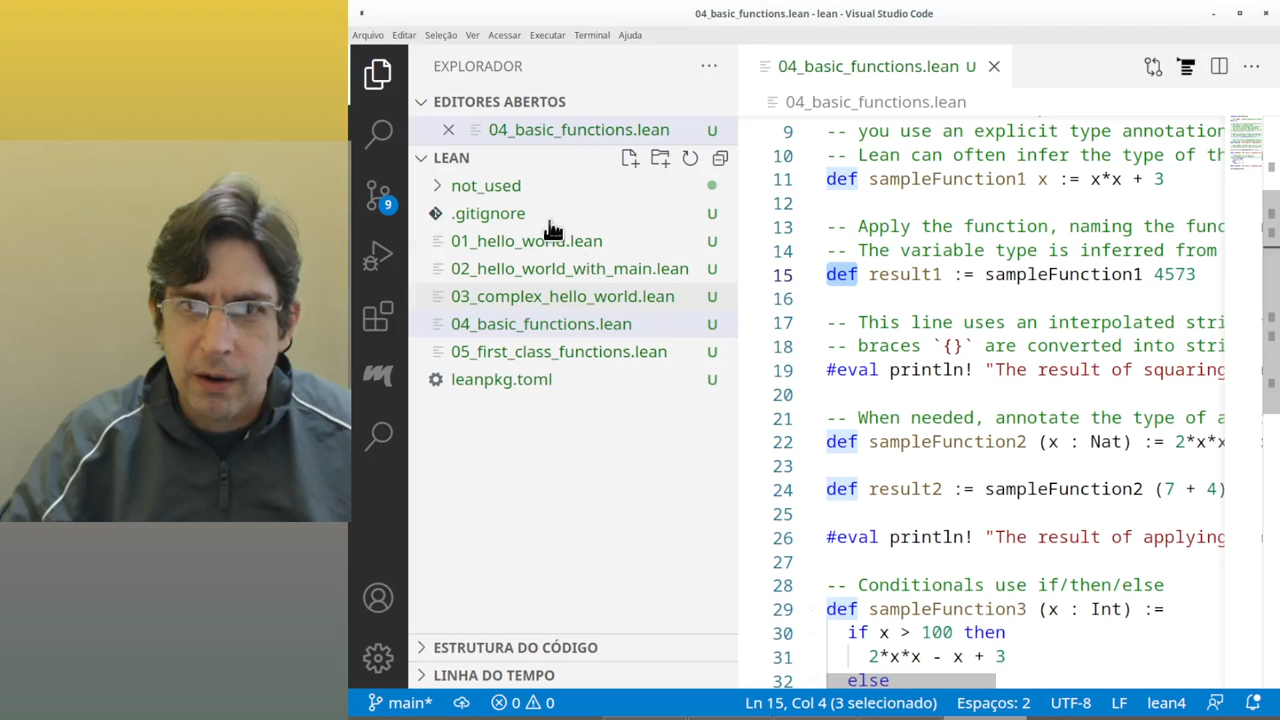 04_basic_functions.lean - lean - Visual Studio Code
Arquivo Editar Seleção Ver Acessar Executar Terminal Ajuda
EXPLORADOR
EDITORES ABERTOS
04_basic_functions.lean U
LEAN
not_used
.gitignore U
01_hello_world.lean U
02_hello_world_with_main.lean U
03_complex_hello_world.lean U
04_basic_functions.lean U
05_first_class_functions.lean U
leanpkg.toml U
ESTRUTURA DO CÓDIGO
LINHA DO TEMPO
9
04_basic_functions.lean U
04_basic_functions.lean
9 -- you use an explicit type annotation
10 -- Lean can often infer the type of th
11 def sampleFunction1 x := x*x + 3
12
13 -- Apply the function, naming the func
14 -- The variable type is inferred from
15 def result1 := sampleFunction1 4573
16
17 -- This line uses an interpolated stri
18 -- braces `{}` are converted into stri
19 #eval println! "The result of squaring
20
21 -- When needed, annotate the type of a
22 def sampleFunction2 (x : Nat) := 2*x*x
23
24 def result2 := sampleFunction2 (7 + 4)
25
26 #eval println! "The result of applying
27
28 -- Conditionals use if/then/else
29 def sampleFunction3 (x : Int) :=
30 if x > 100 then
31 2*x*x - x + 3
32 else
main* 0 0 Ln 15, Col 4 (3 selecionado) Espaços: 2 UTF-8 LF lean4